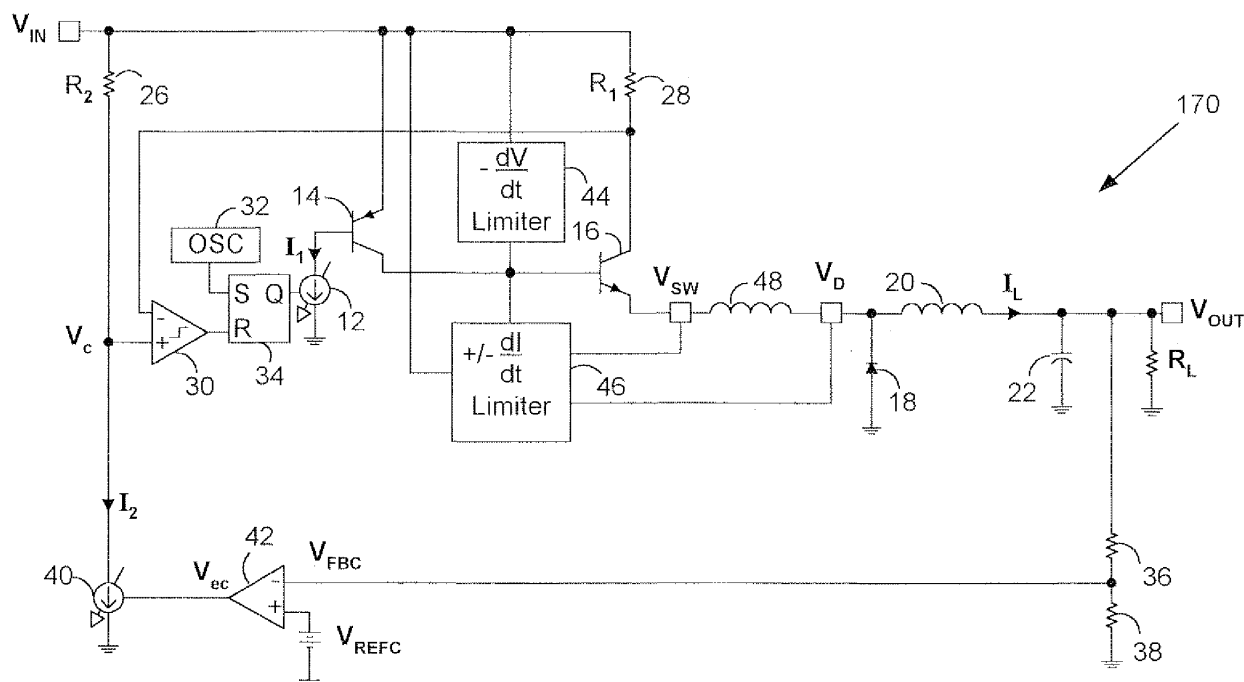 V_IN
R_2
26
R_1
28
170
- dV/dt
Limiter
44
14
16
32
OSC
I_1
S Q
R
34
12
V_c
-
+
30
+/- dI/dt
Limiter
46
V_SW
48
V_D
20
I_L
V_OUT
18
22
R_L
I_2
40
V_ec
42
V_FBC
-
+
V_REFC
36
38